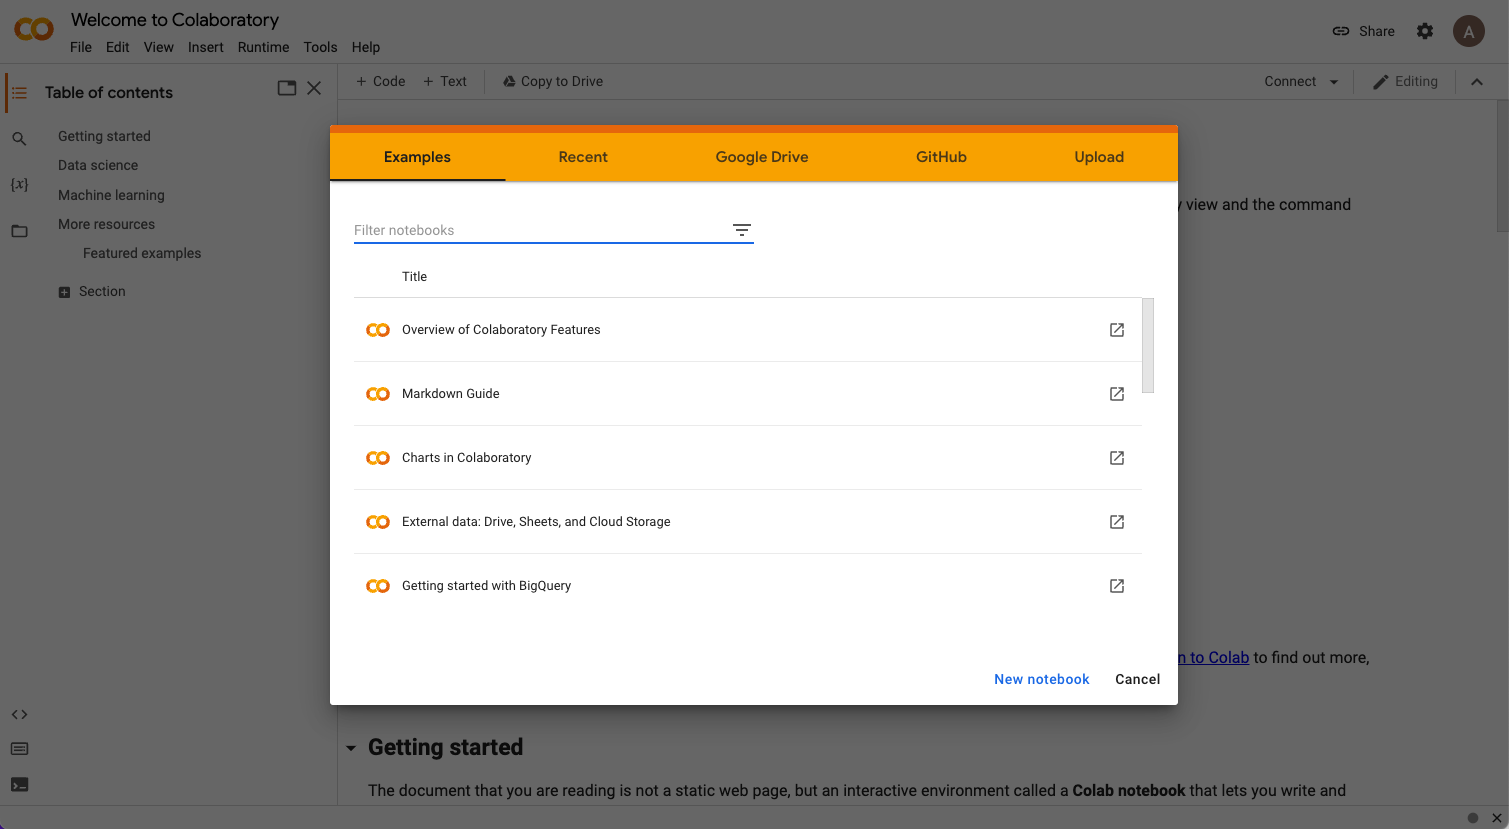 Welcome to Colaboratory
File Edit View Insert Runtime Tools Help
Share
A
Table of contents
Getting started
Data science
Machine learning
More resources
Featured examples
Section
{x}
+ Code + Text Copy to Drive
Connect
Editing
Examples Recent Google Drive GitHub Upload
Filter notebooks
Title
Overview of Colaboratory Features
Markdown Guide
Charts in Colaboratory
External data: Drive, Sheets, and Cloud Storage
Getting started with BigQuery
New notebook Cancel
view and the command
to Colab to find out more,
Getting started
The document that you are reading is not a static web page, but an interactive environment called a Colab notebook that lets you write and